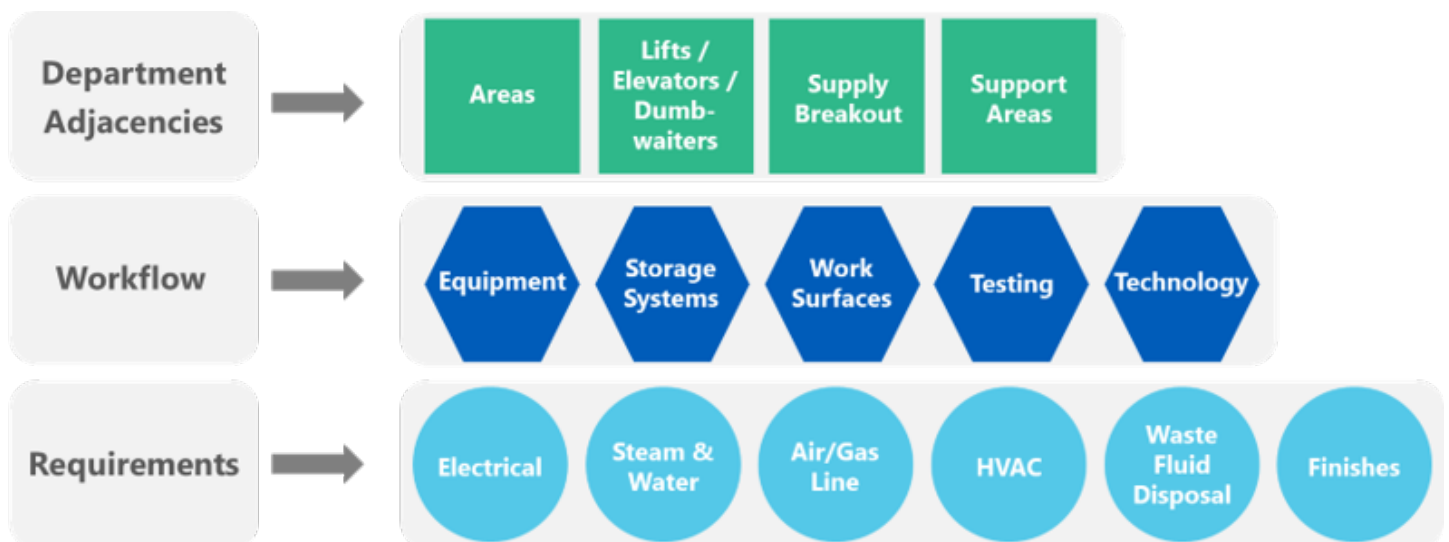 Department
Adjacencies
Areas
Lifts /
Elevators /
Dumb-
waiters
Supply
Breakout
Support
Areas
Workflow
Equipment
Storage
Systems
Work
Surfaces
Testing
Technology
Requirements
Electrical
Steam &
Water
Air/Gas
Line
HVAC
Waste
Fluid
Disposal
Finishes